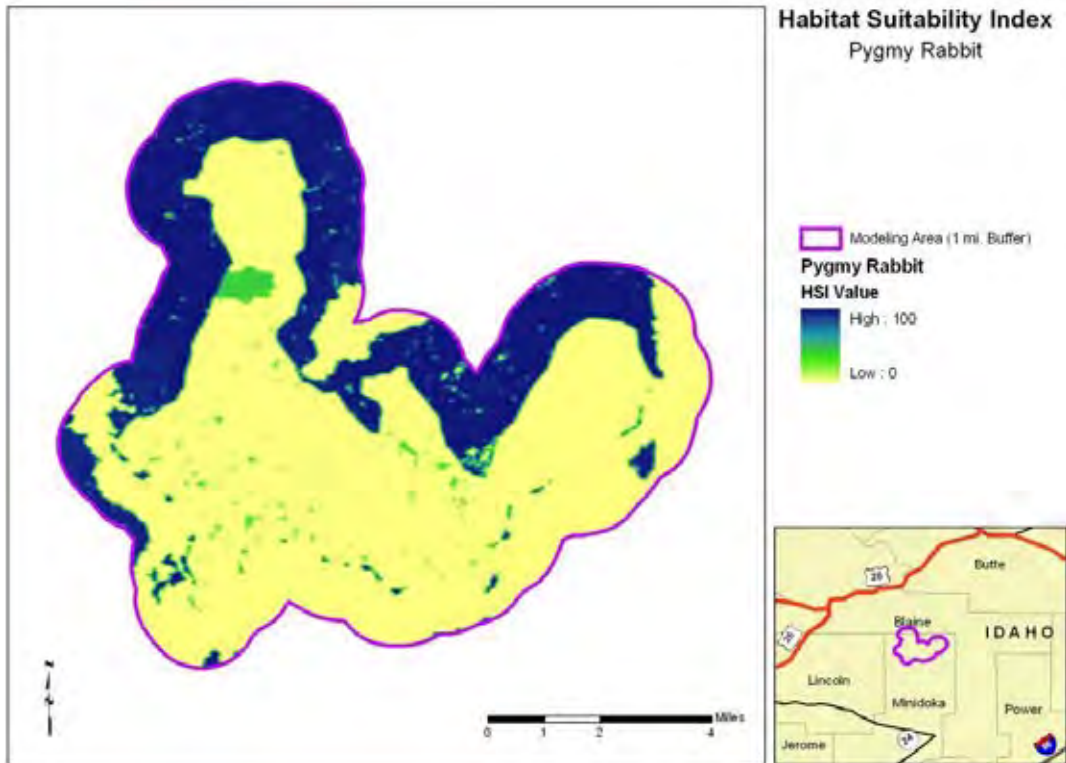 Habitat Suitability Index
Pygmy Rabbit
Modeling Area (1 mi. Buffer)
Pygmy Rabbit
HSI Value
High : 100
Low : 0
Miles
0 1 2 4
Butte
26
Blaine
IDAHO
26
Lincoln
Minidoka
Power
24
Jerome